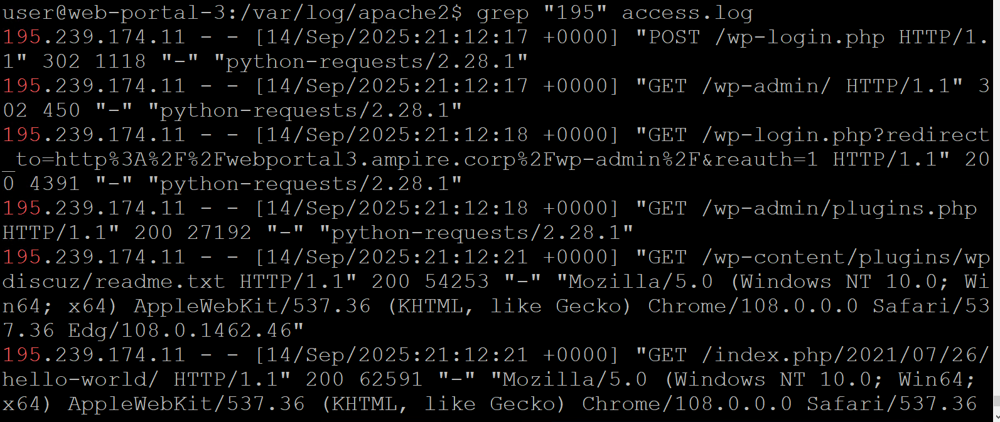 user@web-portal-3:/var/log/apache2$ grep "195" access.log
195.239.174.11 - - [14/Sep/2025:21:12:17 +0000] "POST /wp-login.php HTTP/1.
1" 302 1118 "-" "python-requests/2.28.1"
195.239.174.11 - - [14/Sep/2025:21:12:17 +0000] "GET /wp-admin/ HTTP/1.1" 3
02 450 "-" "python-requests/2.28.1"
195.239.174.11 - - [14/Sep/2025:21:12:18 +0000] "GET /wp-login.php?redirect
_to=http%3A%2F%2Fwebportal3.ampire.corp%2Fwp-admin%2F&reauth=1 HTTP/1.1" 20
0 4391 "-" "python-requests/2.28.1"
195.239.174.11 - - [14/Sep/2025:21:12:18 +0000] "GET /wp-admin/plugins.php
HTTP/1.1" 200 27192 "-" "python-requests/2.28.1"
195.239.174.11 - - [14/Sep/2025:21:12:21 +0000] "GET /wp-content/plugins/wp
discuz/readme.txt HTTP/1.1" 200 54253 "-" "Mozilla/5.0 (Windows NT 10.0; Wi
n64; x64) AppleWebKit/537.36 (KHTML, like Gecko) Chrome/108.0.0.0 Safari/53
7.36 Edg/108.0.1462.46"
195.239.174.11 - - [14/Sep/2025:21:12:21 +0000] "GET /index.php/2021/07/26/
hello-world/ HTTP/1.1" 200 62591 "-" "Mozilla/5.0 (Windows NT 10.0; Win64;
x64) AppleWebKit/537.36 (KHTML, like Gecko) Chrome/108.0.0.0 Safari/537.36